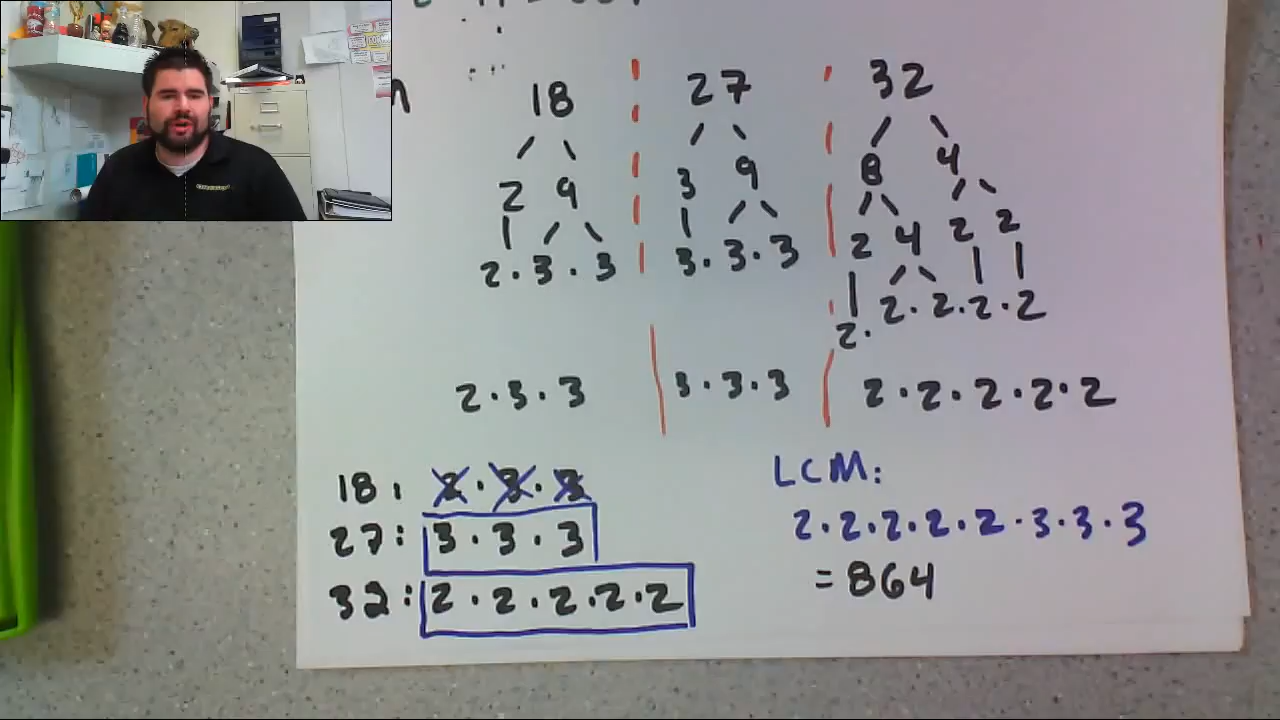 18 27 32
2 9 3 9 8 4
2 4 2 2
2 · 3 · 3 3 · 3 · 3
2 · 2 · 2 · 2 · 2
2 · 3 · 3 3 · 3 · 3 2 · 2 · 2 · 2 · 2
18: 2 · 3 · 3
27: 3 · 3 · 3
32: 2 · 2 · 2 · 2 · 2
LCM:
2 · 2 · 2 · 2 · 2 · 3 · 3 · 3
= 864